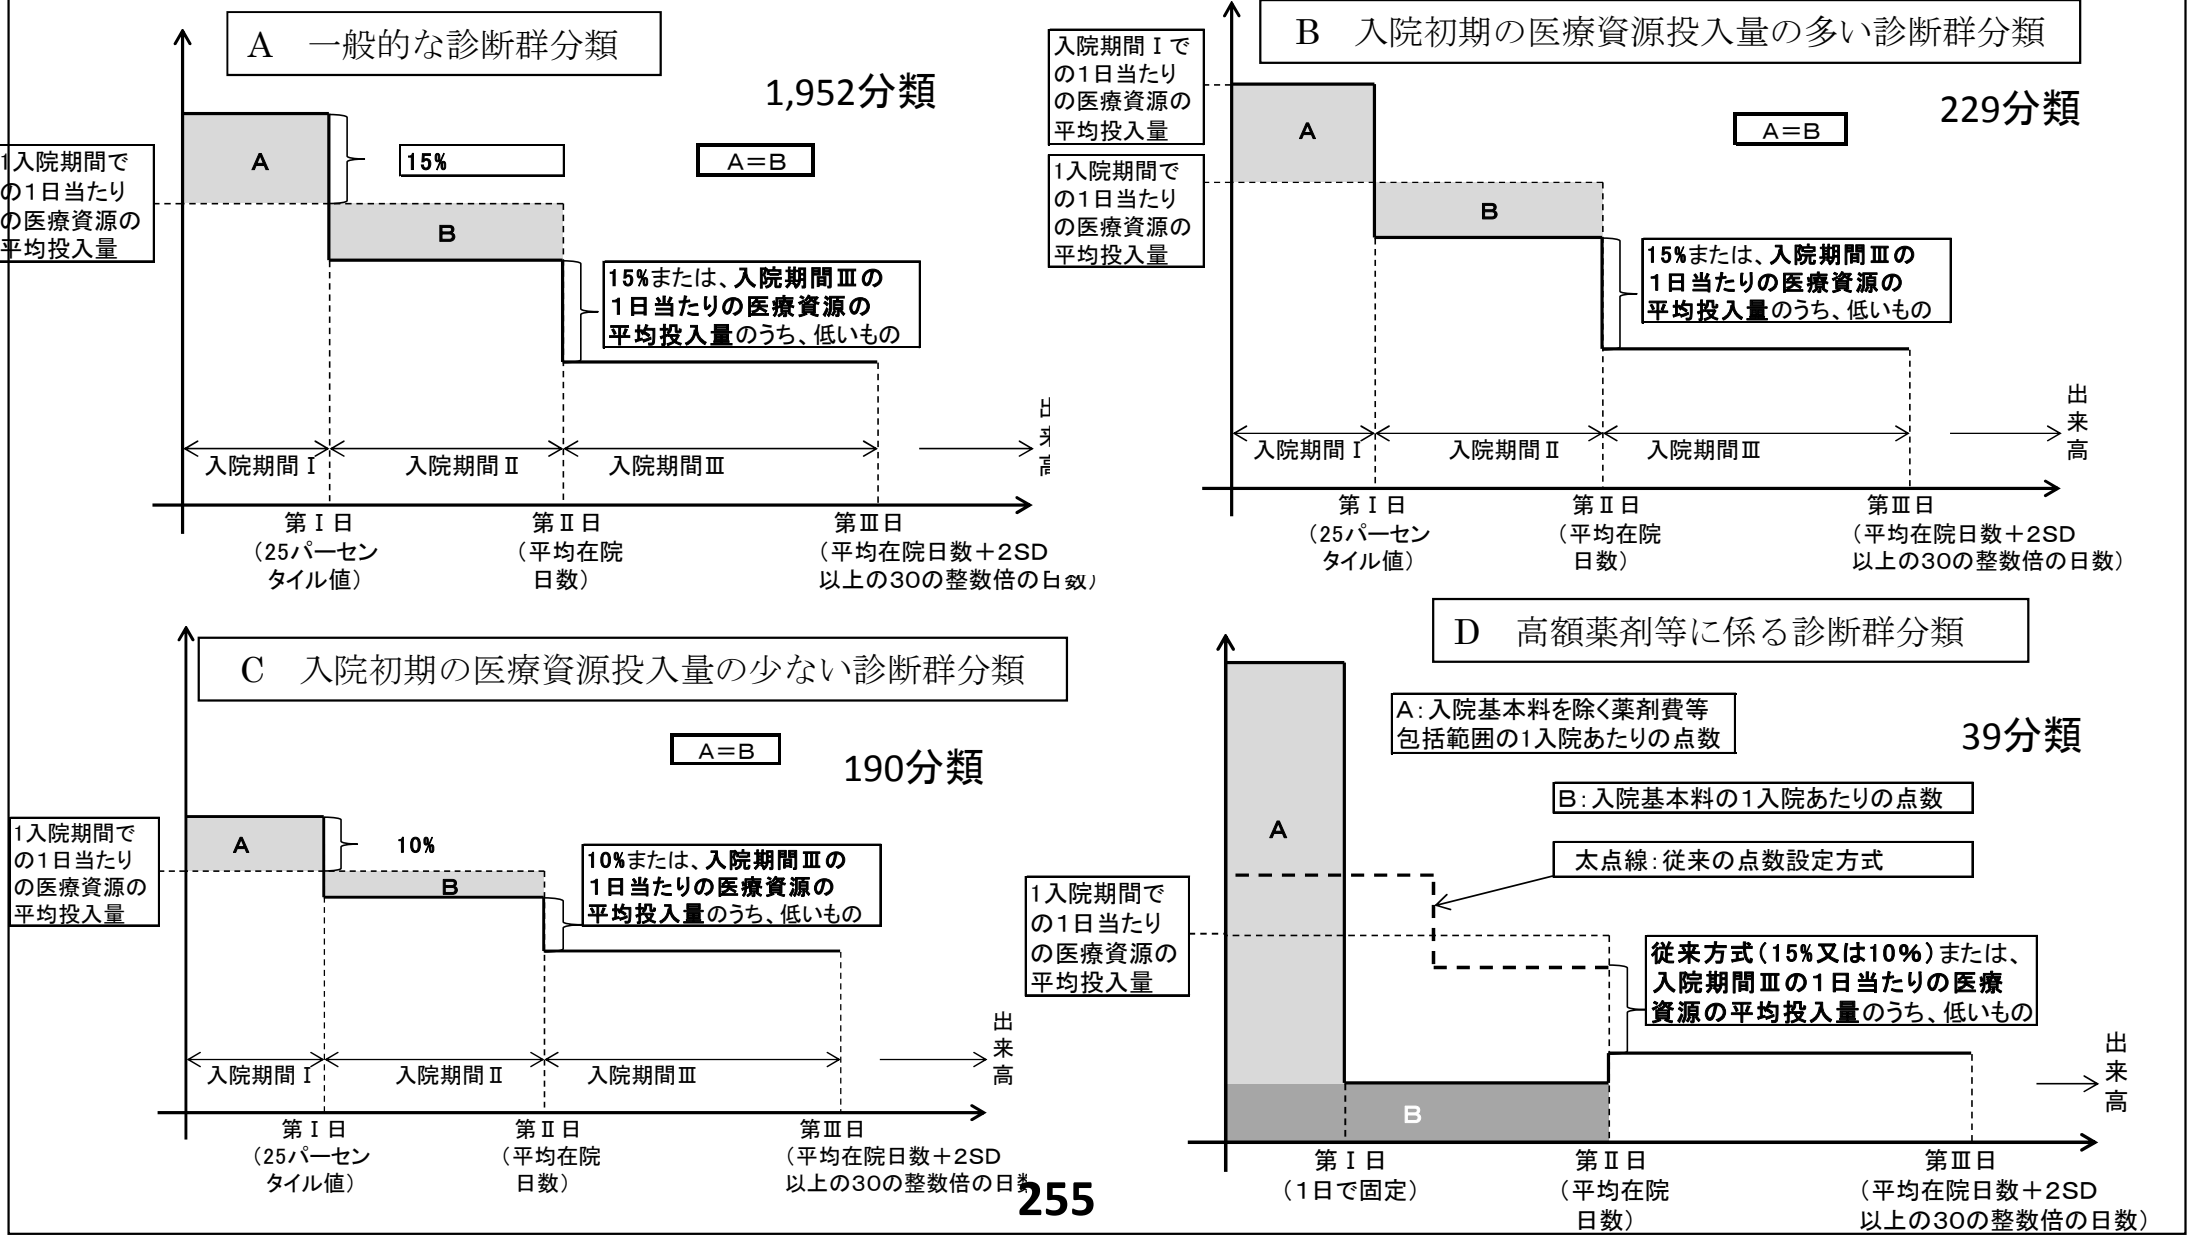 A　一般的な診断群分類
1,952分類
1入院期間で
の1日当たり
の医療資源の
平均投入量
A
15%
A＝B
B
15%または、入院期間Ⅲの
1日当たりの医療資源の
平均投入量のうち、低いもの
入院期間Ⅰ
入院期間Ⅱ
入院期間Ⅲ
出
来
高
第Ⅰ日
（25パーセン
タイル値）
第Ⅱ日
（平均在院
日数）
第Ⅲ日
（平均在院日数＋2SD
以上の30の整数倍の日数）
B　入院初期の医療資源投入量の多い診断群分類
229分類
入院期間Ⅰで
の1日当たり
の医療資源の
平均投入量
1入院期間で
の1日当たり
の医療資源の
平均投入量
A
A＝B
B
15%または、入院期間Ⅲの
1日当たりの医療資源の
平均投入量のうち、低いもの
入院期間Ⅰ
入院期間Ⅱ
入院期間Ⅲ
出
来
高
第Ⅰ日
（25パーセン
タイル値）
第Ⅱ日
（平均在院
日数）
第Ⅲ日
（平均在院日数＋2SD
以上の30の整数倍の日数）
C　入院初期の医療資源投入量の少ない診断群分類
A＝B
190分類
1入院期間で
の1日当たり
の医療資源の
平均投入量
A
10%
B
10%または、入院期間Ⅲの
1日当たりの医療資源の
平均投入量のうち、低いもの
入院期間Ⅰ
入院期間Ⅱ
入院期間Ⅲ
出
来
高
第Ⅰ日
（25パーセン
タイル値）
第Ⅱ日
（平均在院
日数）
第Ⅲ日
（平均在院日数＋2SD
以上の30の整数倍の日数
D　高額薬剤等に係る診断群分類
A：入院基本料を除く薬剤費等
包括範囲の1入院あたりの点数
39分類
B：入院基本料の1入院あたりの点数
太点線：従来の点数設定方式
A
1入院期間で
の1日当たり
の医療資源の
平均投入量
従来方式（15%又は10%）または、
入院期間Ⅲの1日当たりの医療
資源の平均投入量のうち、低いもの
B
出
来
高
第Ⅰ日
（1日で固定）
第Ⅱ日
（平均在院
日数）
第Ⅲ日
（平均在院日数＋2SD
以上の30の整数倍の日数）
255